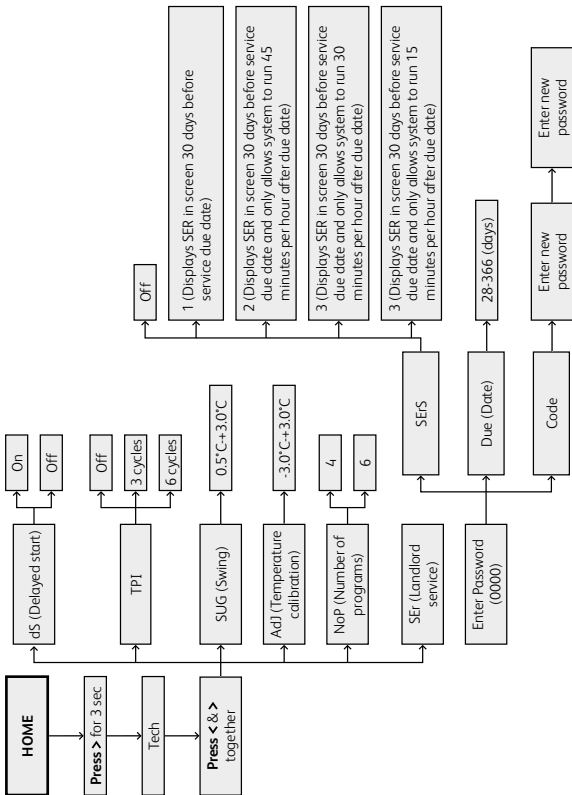 HOME
Press > for 3 sec
Tech
Press < & >
together
dS (Delayed start)
On
Off
TPI
Off
3 cycles
6 cycles
SUG (Swing)
0.5°C-+3.0°C
AdJ (Temperature
calibration)
-3.0°C-+3.0°C
NoP (Number of
programs)
4
6
SEr (Landlord
service)
Enter Password
(0000)
SErS
Off
1 (Displays SER in screen 30 days before
service due date)
2 (Displays SER in screen 30 days before service
due date and only allows system to run 45
minutes per hour after due date)
3 (Displays SER in screen 30 days before service
due date and only allows system to run 30
minutes per hour after due date)
3 (Displays SER in screen 30 days before service
due date and only allows system to run 15
minutes per hour after due date)
Due (Date)
28-366 (days)
Code
Enter new
password
Enter new
password